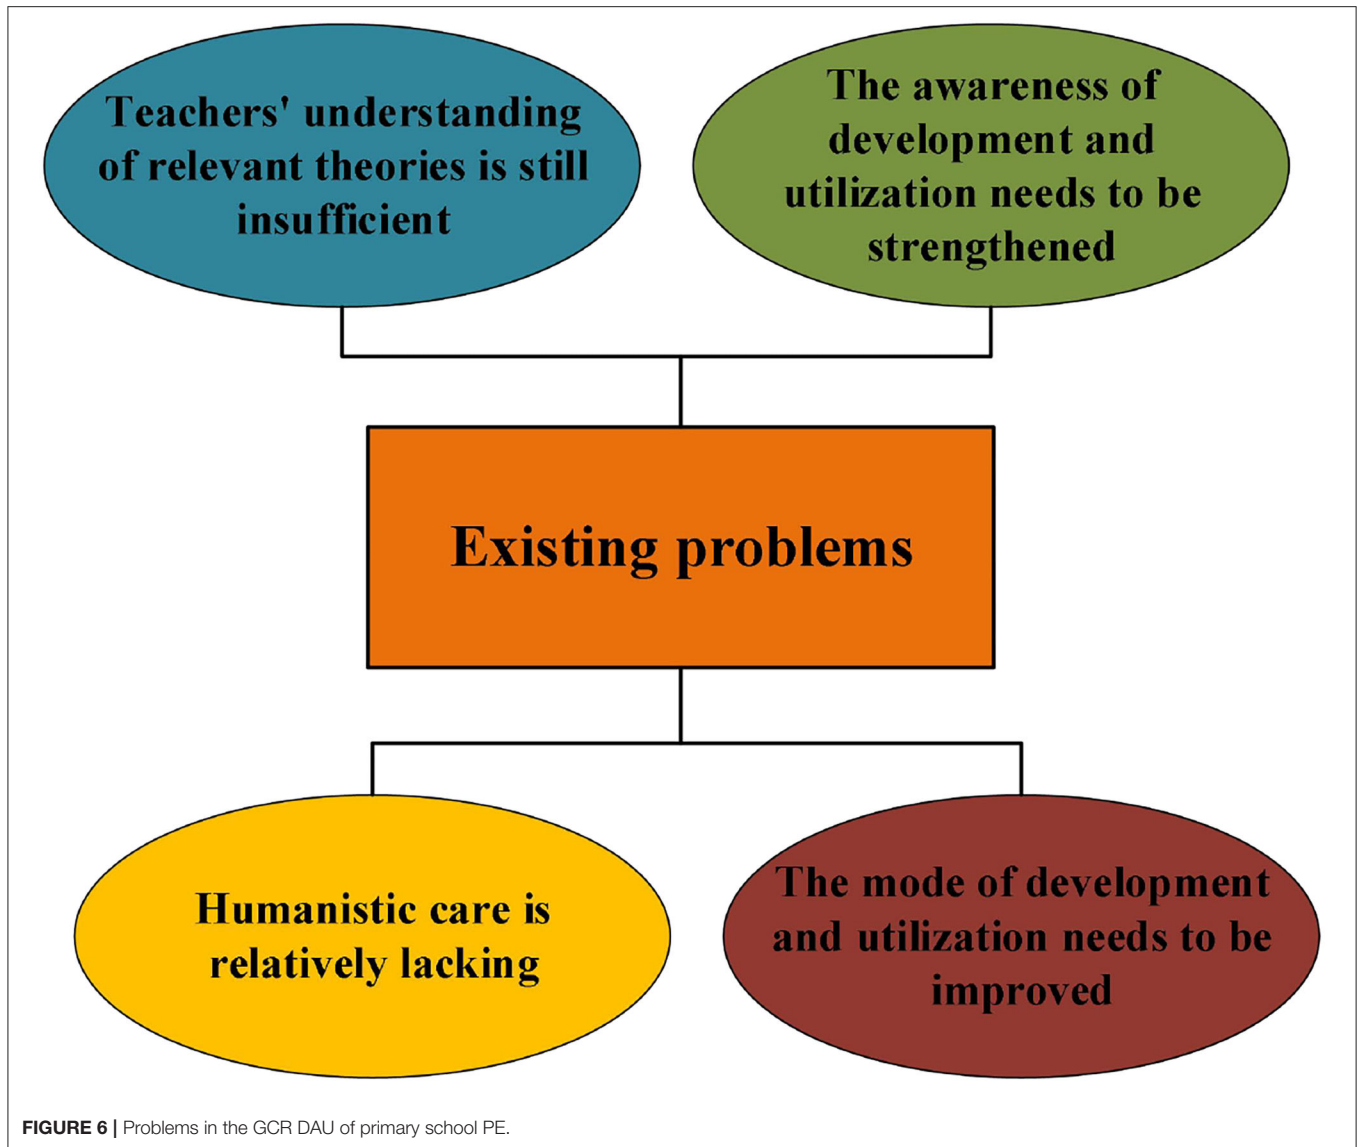 Teachers' understanding
of relevant theories is still
insufficient
The awareness of
development and
utilization needs to be
strengthened
Existing problems
Humanistic care is
relatively lacking
The mode of development
and utilization needs to be
improved
FIGURE 6 | Problems in the GCR DAU of primary school PE.